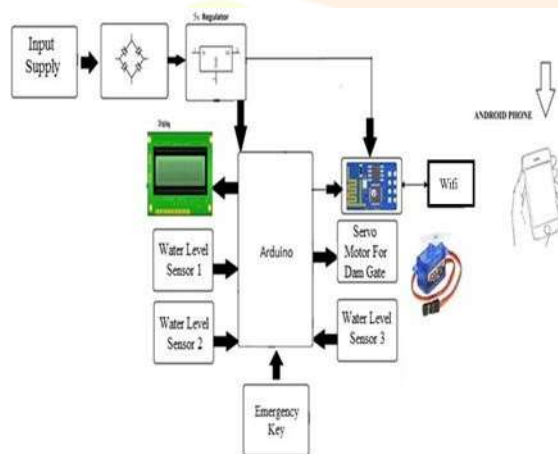 5v Regulator
Input
Supply
ANDROID PHONE
Display
Wifi
Arduino
Servo
Motor For
Dam Gate
Water Level
Sensor 1
Water Level
Sensor 2
Water Level
Sensor 3
Emergency
Key